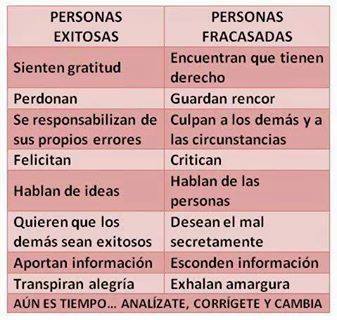 PERSONAS EXITOSAS
PERSONAS FRACASADAS
Sienten gratitud
Encuentran que tienen derecho
Perdonan
Guardan rencor
Se responsabilizan de sus propios errores
Culpan a los demás y a las circunstancias
Felicitan
Critican
Hablan de ideas
Hablan de las personas
Quieren que los demás sean exitosos
Desean el mal secretamente
Aportan información
Esconden información
Transpiran alegría
Exhalan amargura
AÚN ES TIEMPO... ANALÍZATE, CORRÍGETE Y CAMBIA